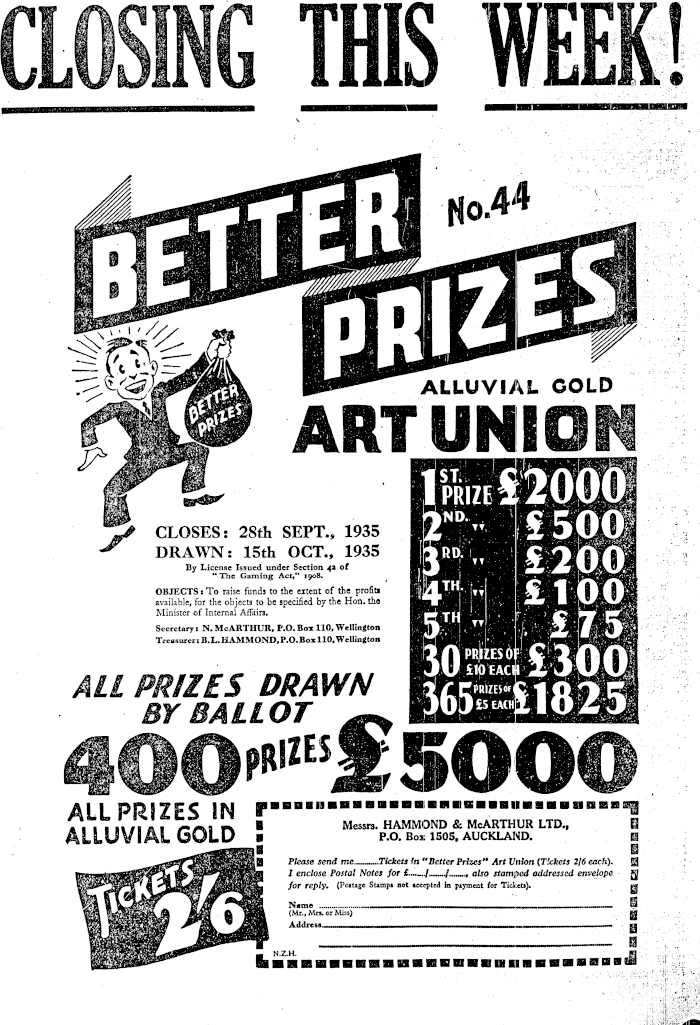 CLOSING THIS WEEK!
BETTER
No.44
PRIZES
BETTER
PRIZES
ALLUVIAL GOLD
ART UNION
1ST. PRIZE £2000
2ND. " £500
3RD. " £200
4TH. " £100
5TH " £75
30 PRIZES OF £10 EACH £300
365 PRIZES OF £5 EACH £1825
CLOSES: 28th SEPT., 1935
DRAWN: 15th OCT., 1935
By License Issued under Section 42 of
"The Gaming Act," 1908.
OBJECTS: To raise funds to the extent of the profits
available, for the objects to be specified by the Hon. the
Minister of Internal Affairs.
Secretary: N. McARTHUR, P.O. Box 110, Wellington
Treasurer: B. L. HAMMOND, P.O. Box 110, Wellington
ALL PRIZES DRAWN
BY BALLOT
400 PRIZES £5000
ALL PRIZES IN
ALLUVIAL GOLD
TICKETS
2/6
Messrs. HAMMOND & McARTHUR LTD.,
P.O. Box 1505, AUCKLAND.
Please send me..........Tickets in "Better Prizes" Art Union (Tickets 2/6 each).
I enclose Postal Notes for £......./......./......., also stamped addressed envelope
for reply. (Postage Stamps not accepted in payment for Tickets).
Name
(Mr., Mrs. or Miss)
Address
N.Z.H.